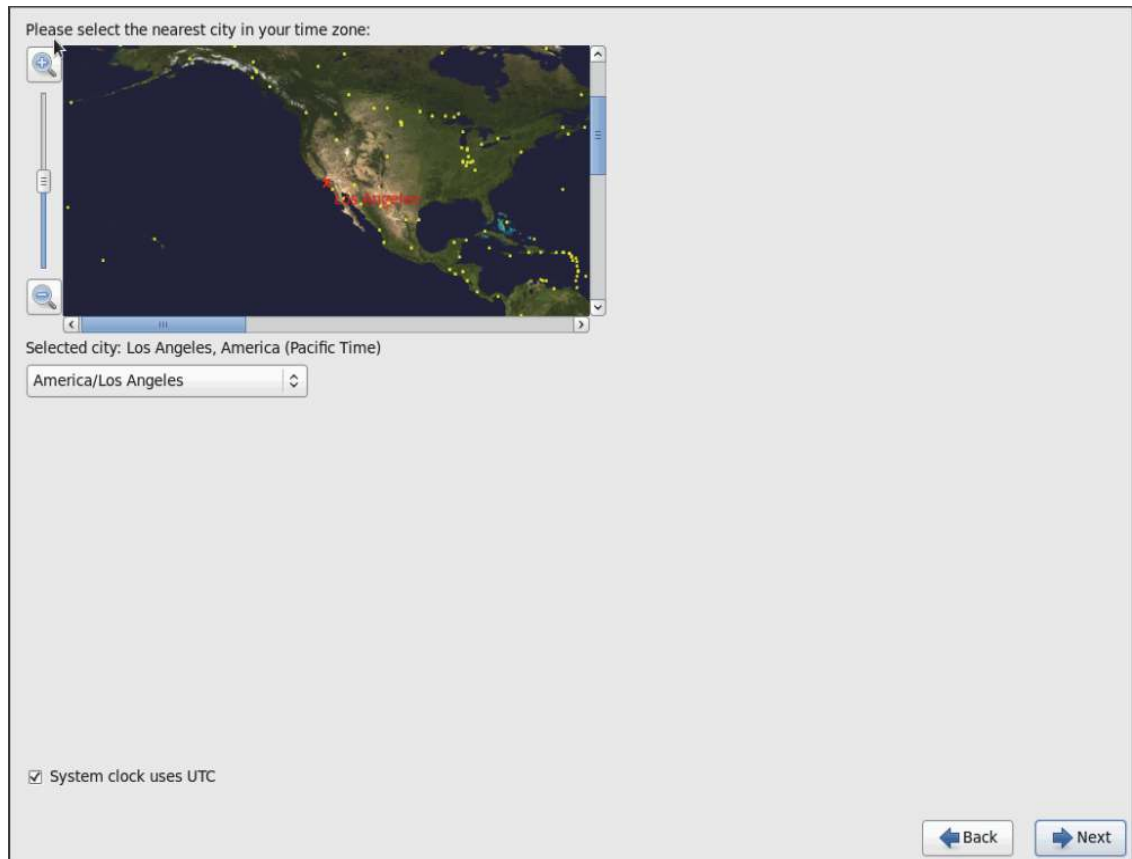 Please select the nearest city in your time zone:
Los Angeles
Selected city: Los Angeles, America (Pacific Time)
America/Los Angeles
System clock uses UTC
Back
Next